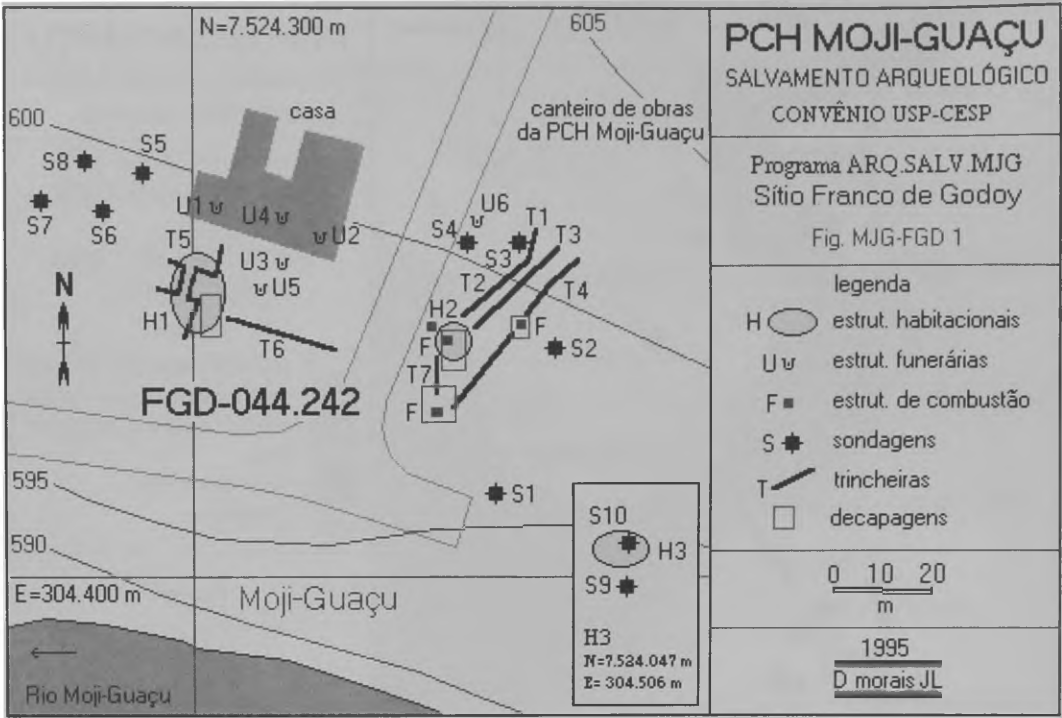 N=7.524.300 m
605
600
casa
canteiro de obras
da PCH Moji-Guaçu
S8
S5
S7
S6
U1
U4
U2
U3
U5
T5
N
H1
T6
FGD-044.242
S4
U6
S3
T1
T3
T2
T4
H2
F
F
S2
T7
F
S1
595
590
E=304.400 m
Moji-Guaçu
Rio Moji-Guaçu
S10
H3
S9
H3
N=7.524.047 m
E= 304.506 m
PCH MOJI-GUAÇU
SALVAMENTO ARQUEOLÓGICO
CONVÊNIO USP-CESP
Programa ARQ.SALV.MJG
Sítio Franco de Godoy
Fig. MJG-FGD 1
legenda
H estrut. habitacionais
U estrut. funerárias
F estrut. de combustão
S sondagens
T trincheiras
decapagens
0 10 20
m
1995
D morais JL